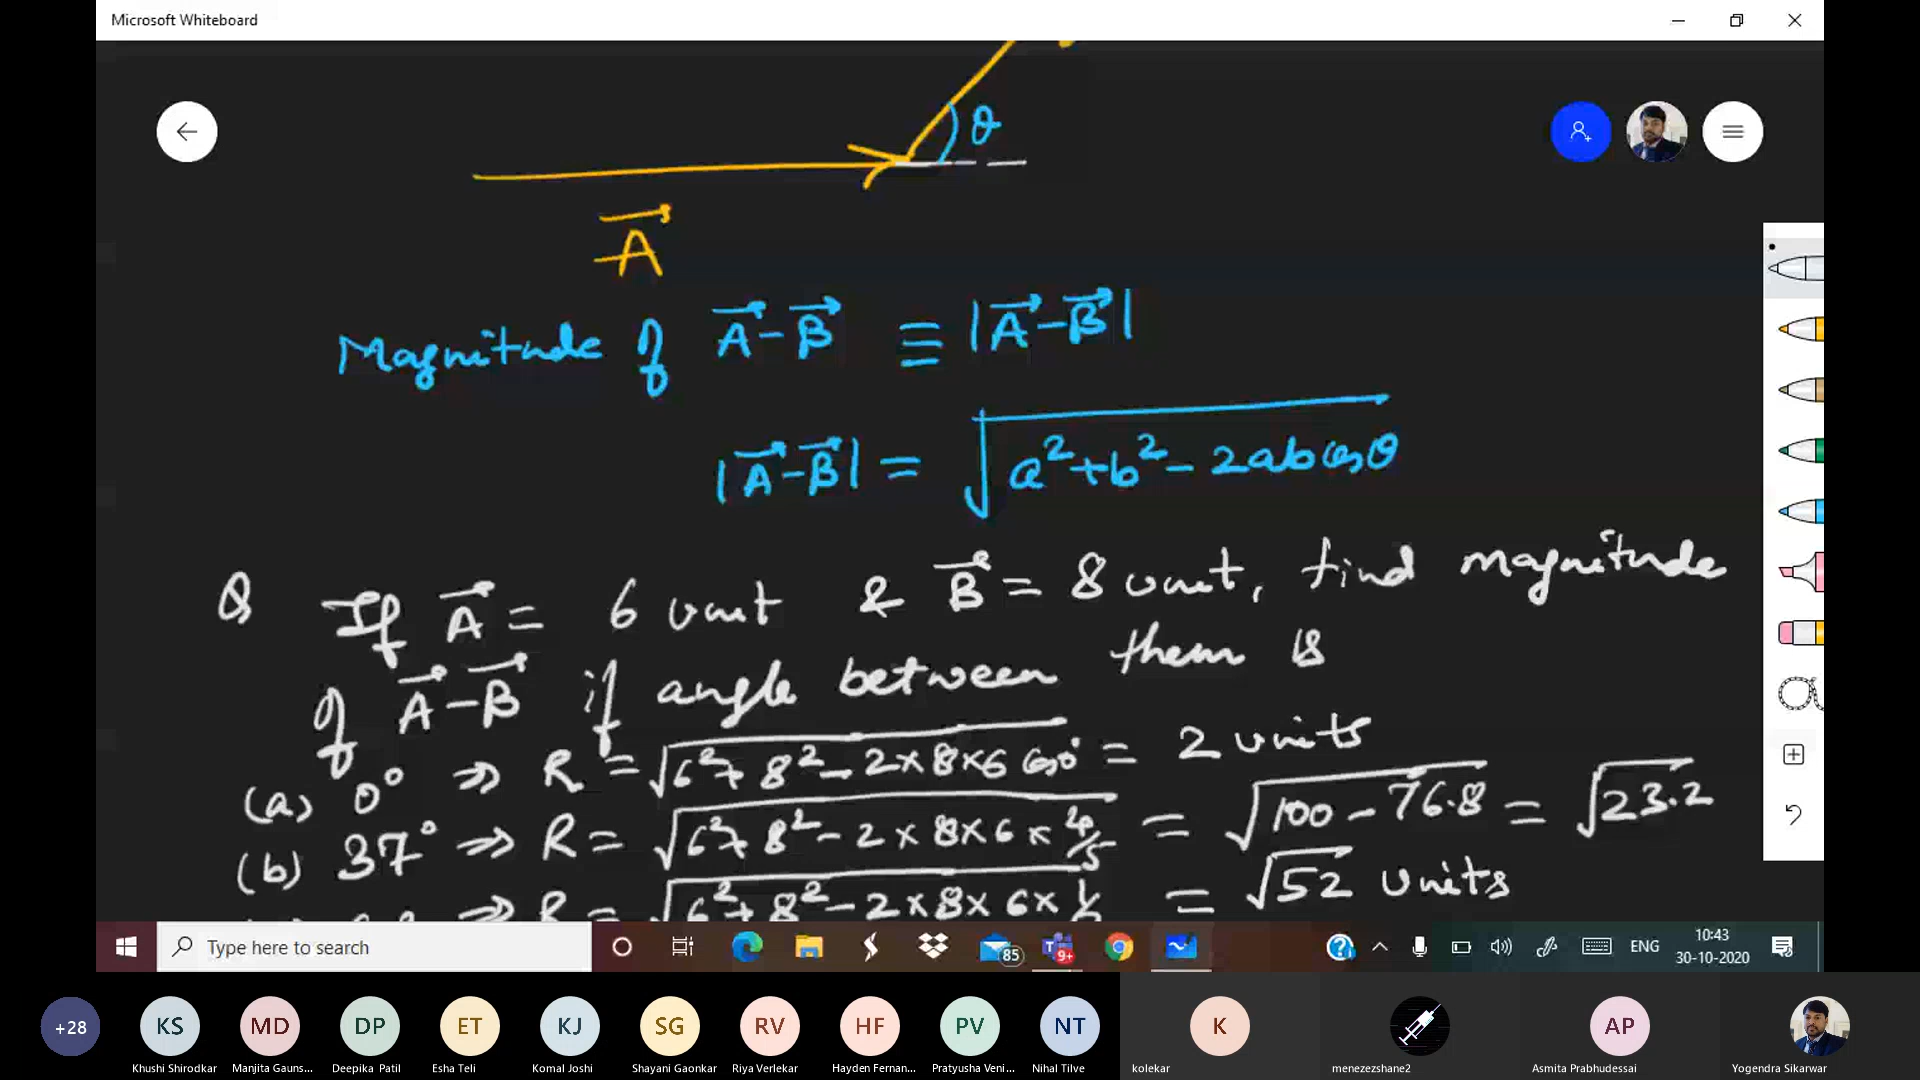 Microsoft Whiteboard
θ
A
Magnitude of A - B ≡ |A - B|
|A - B| = √a²+b²-2abcosθ
Q If A = 6 unit & B = 8 unit, find magnitude
of A - B if angle between them is
(a) 0° ⇒ R = √6²+8²-2×8×6 cos0° = 2 units
(b) 37° ⇒ R = √6²+8²-2×8×6×4/5 = √100-76.8 = √23.2
⇒ R = √6²+8²-2×8×6×½ = √52 units
Type here to search
85
9+
ENG
10:43
30-10-2020
+28
KS
MD
DP
ET
KJ
SG
RV
HF
PV
NT
K
AP
Khushi Shirodkar
Manjita Gauns...
Deepika Patil
Esha Teli
Komal Joshi
Shayani Gaonkar
Riya Verlekar
Hayden Fernan...
Pratyusha Veni...
Nihal Tilve
kolekar
menezezshane2
Asmita Prabhudessai
Yogendra Sikarwar